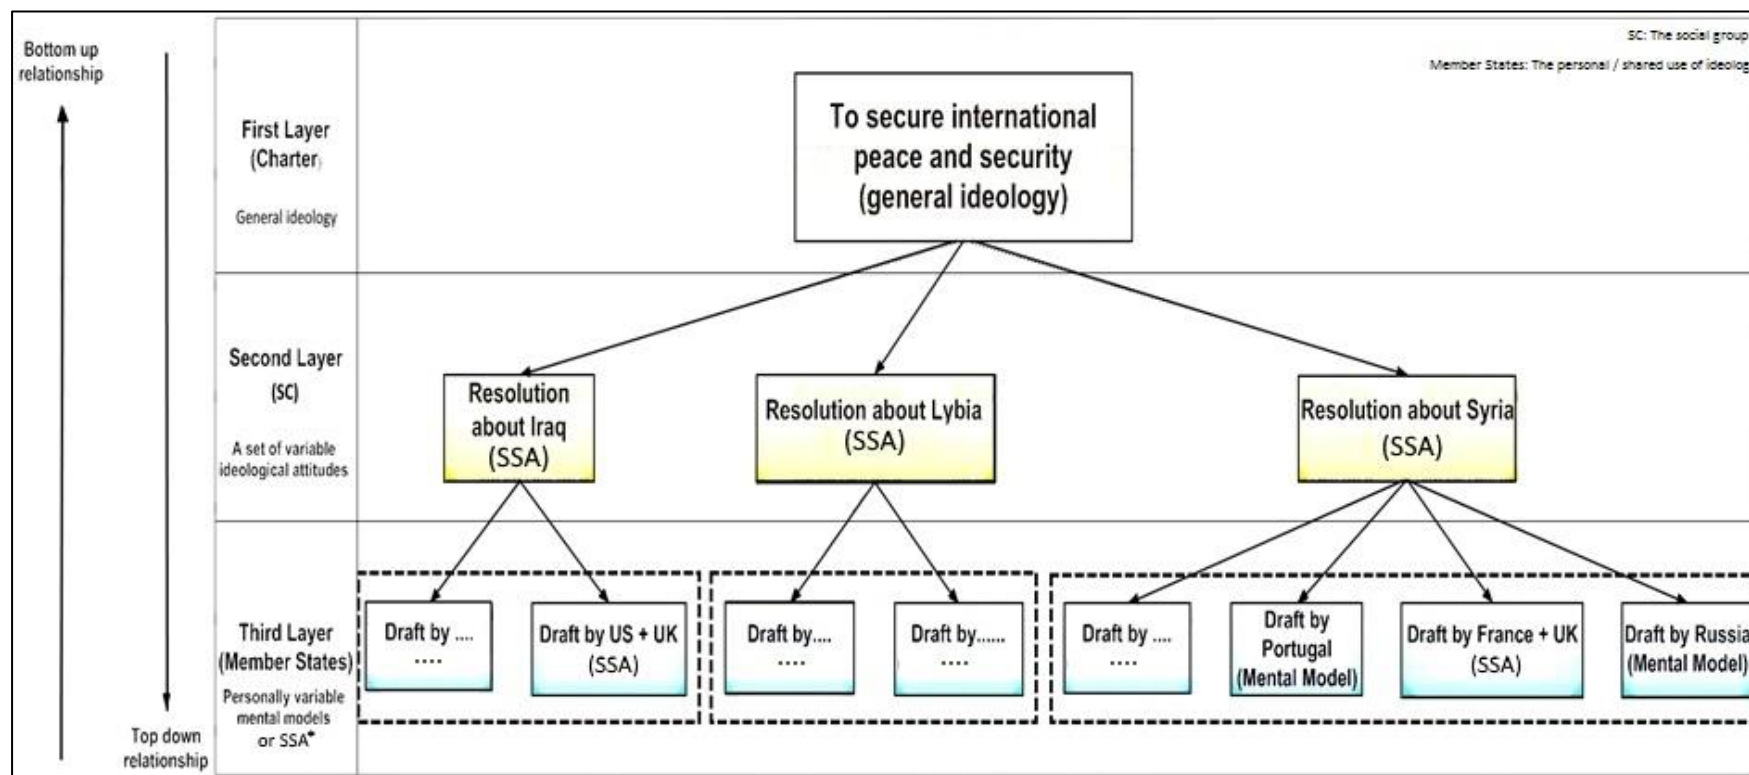 Bottom up
relationship
SC: The social group
Member States: The personal / shared use of ideolog
First Layer
(Charter)
General ideology
To secure international
peace and security
(general ideology)
Second Layer
(SC)
A set of variable
ideological attitudes
Resolution
about Iraq
(SSA)
Resolution about Lybia
(SSA)
Resolution about Syria
(SSA)
Third Layer
(Member States)
Personally variable
mental models
or SSA*
Draft by ....
....
Draft by US + UK
(SSA)
Draft by....
....
Draft by......
....
Draft by ....
....
Draft by
Portugal
(Mental Model)
Draft by France + UK
(SSA)
Draft by Russia
(Mental Model)
Top down
relationship